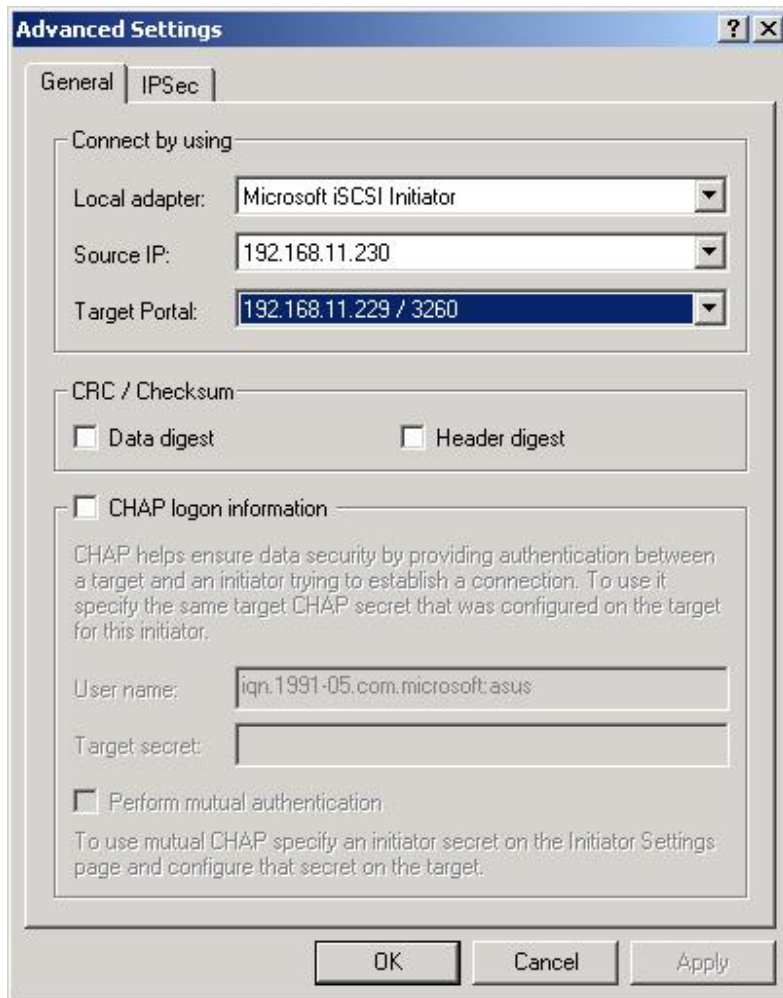 Advanced Settings
General
IPSec
Connect by using
Local adapter:
Microsoft iSCSI Initiator
Source IP:
192.168.11.230
Target Portal:
192.168.11.229 / 3260
CRC / Checksum
Data digest
Header digest
CHAP logon information
CHAP helps ensure data security by providing authentication between
a target and an initiator trying to establish a connection. To use it
specify the same target CHAP secret that was configured on the target
for this initiator.
User name:
iqn.1991-05.com.microsoft:asus
Target secret:
Perform mutual authentication
To use mutual CHAP specify an initiator secret on the Initiator Settings
page and configure that secret on the target.
OK
Cancel
Apply